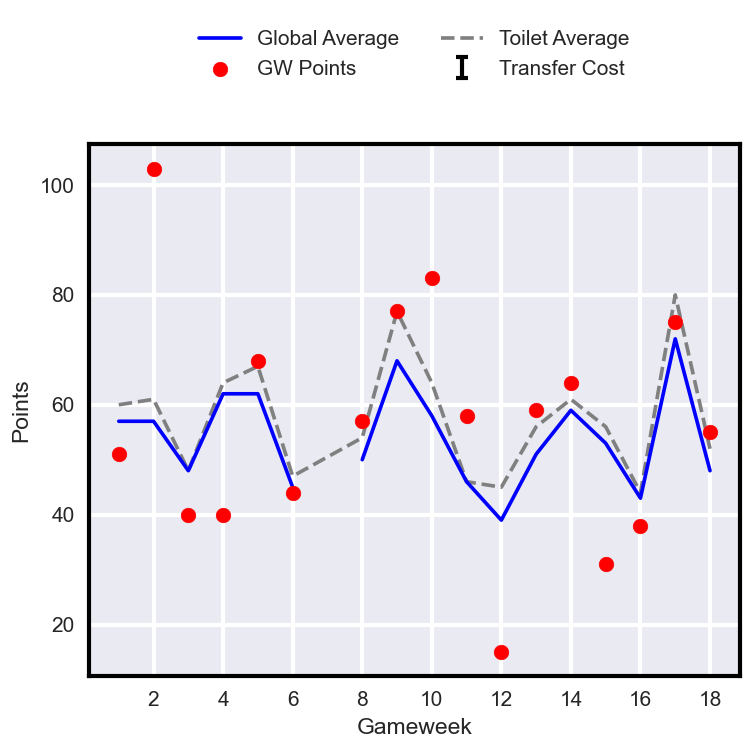 Global Average
Toilet Average
GW Points
Transfer Cost
100
80
60
40
20
Points
2 4 6 8 10 12 14 16 18
Gameweek